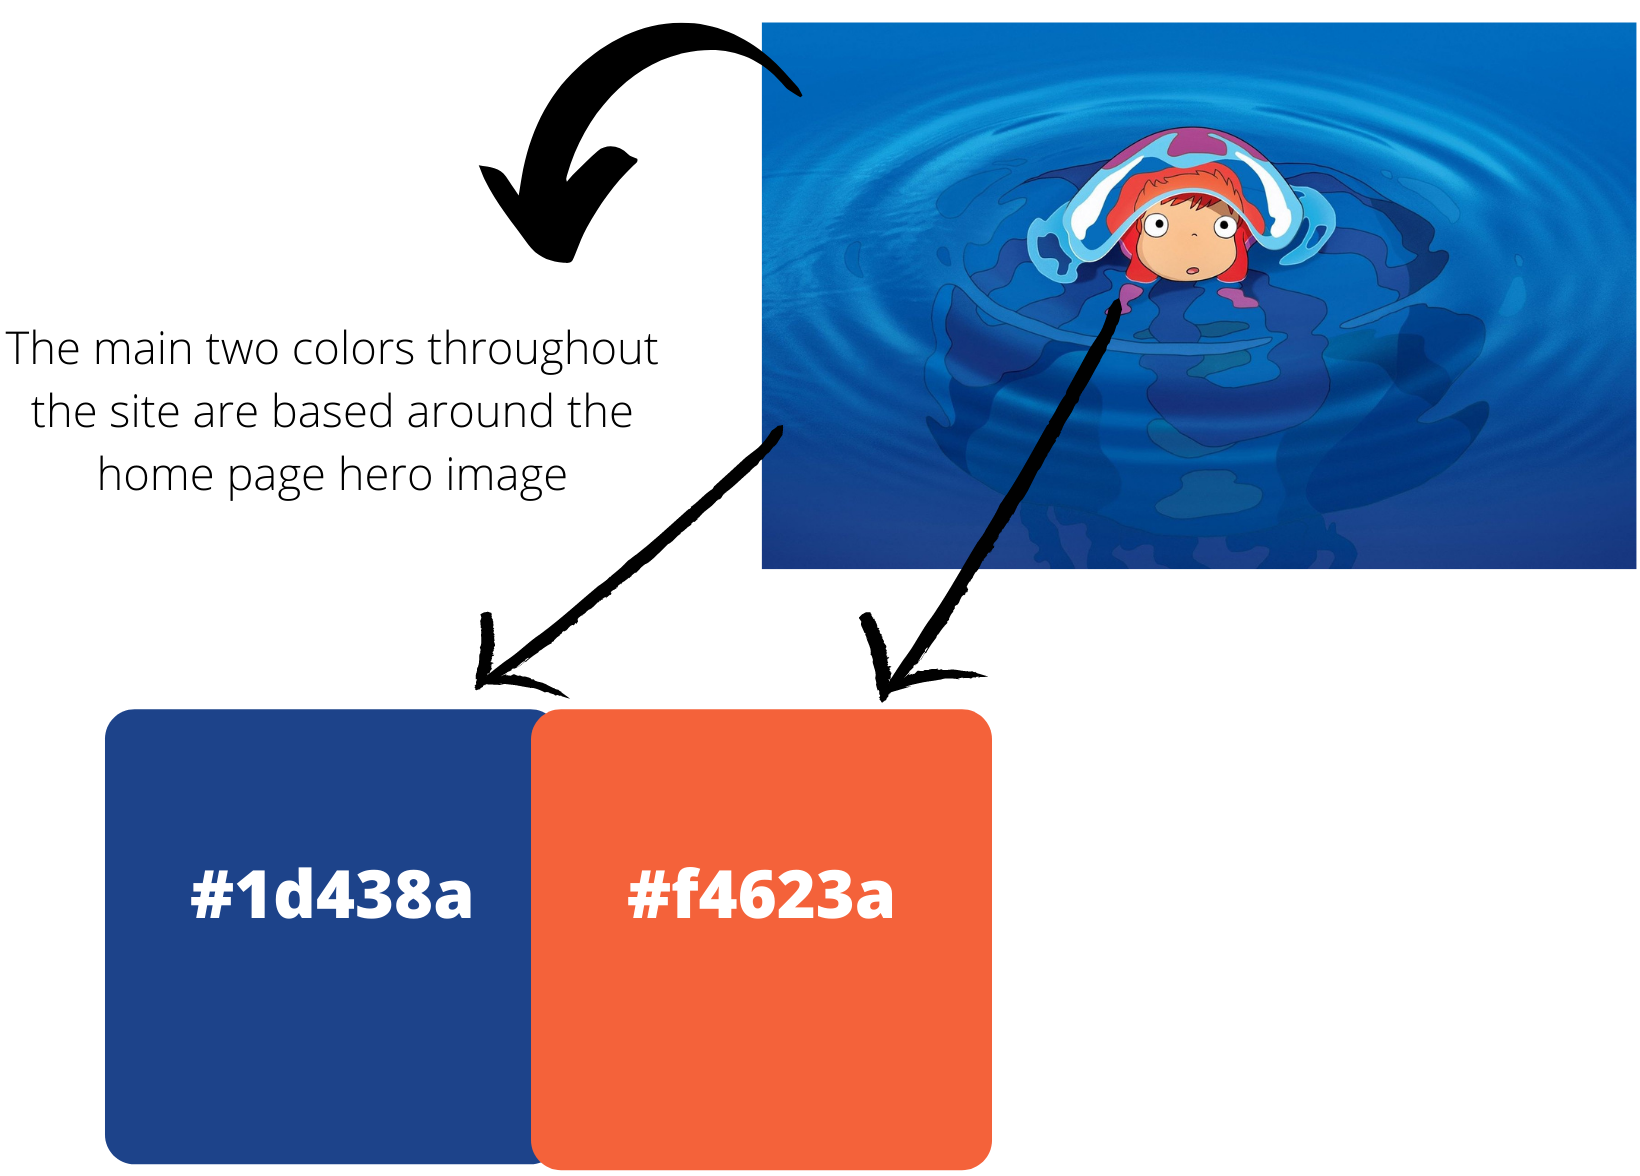 The main two colors throughout
the site are based around the
home page hero image
#1d438a
#f4623a